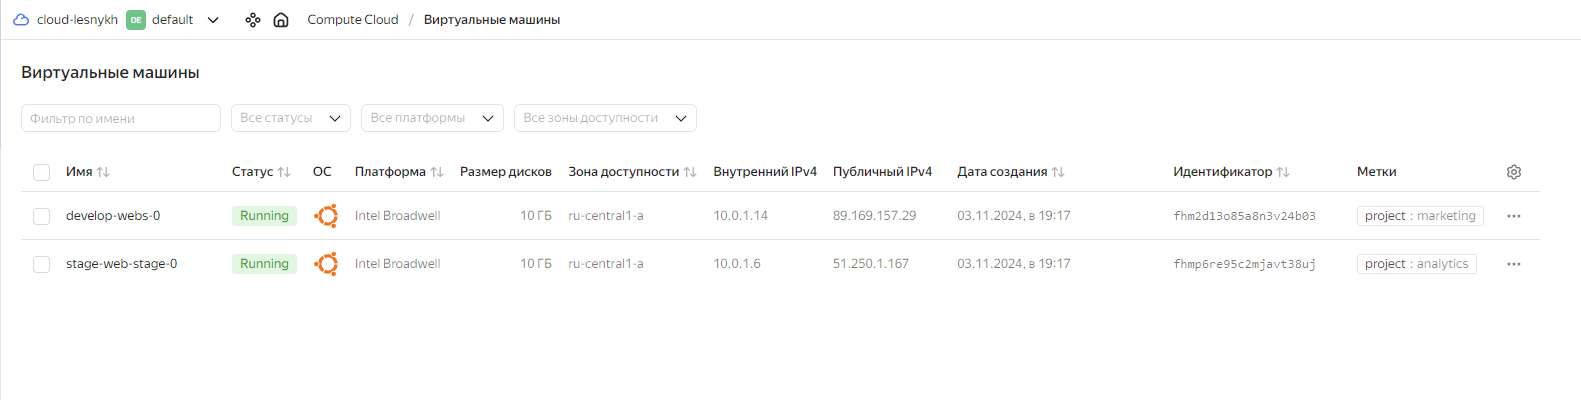 cloud-lesnykh DE default Compute Cloud / Виртуальные машины
Виртуальные машины
Фильтр по имени Все статусы Все платформы Все зоны доступности
Имя Статус ОС Платформа Размер дисков Зона доступности Внутренний IPv4 Публичный IPv4 Дата создания Идентификатор Метки
develop-webs-0 Running Intel Broadwell 10 ГБ ru-central1-a 10.0.1.14 89.169.157.29 03.11.2024, в 19:17 fhm2d13o85a8n3v24b03 project : marketing
stage-web-stage-0 Running Intel Broadwell 10 ГБ ru-central1-a 10.0.1.6 51.250.1.167 03.11.2024, в 19:17 fhmp6re95c2mjavt38uj project : analytics